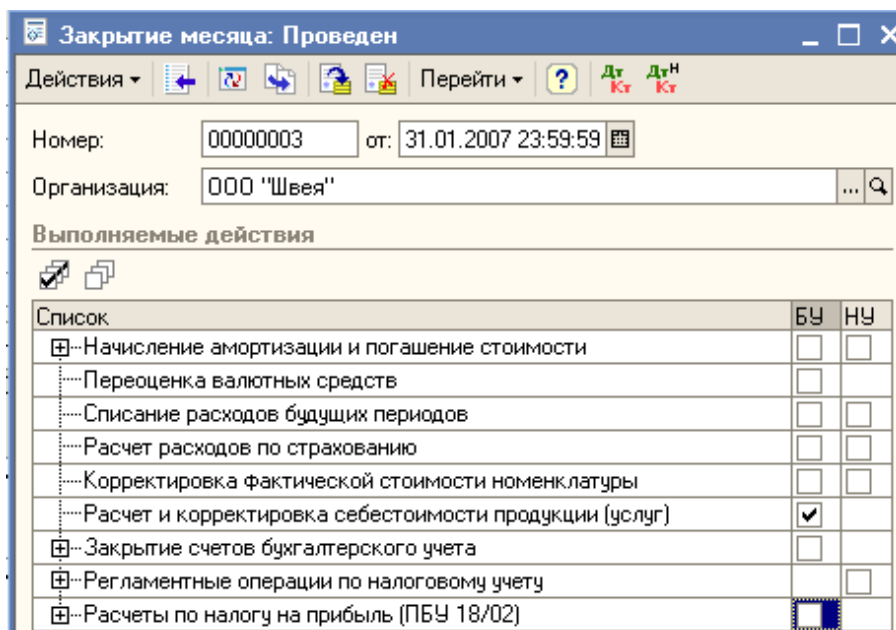 Закрытие месяца: Проведен
Действия Перейти ? Дт Кт Дт Н Кт
Номер: 00000003 от: 31.01.2007 23:59:59
Организация: ООО "Швея" ...
Выполняемые действия
Список БУ НУ
Начисление амортизации и погашение стоимости
Переоценка валютных средств
Списание расходов будущих периодов
Расчет расходов по страхованию
Корректировка фактической стоимости номенклатуры
Расчет и корректировка себестоимости продукции (услуг)
Закрытие счетов бухгалтерского учета
Регламентные операции по налоговому учету
Расчеты по налогу на прибыль (ПБУ 18/02)